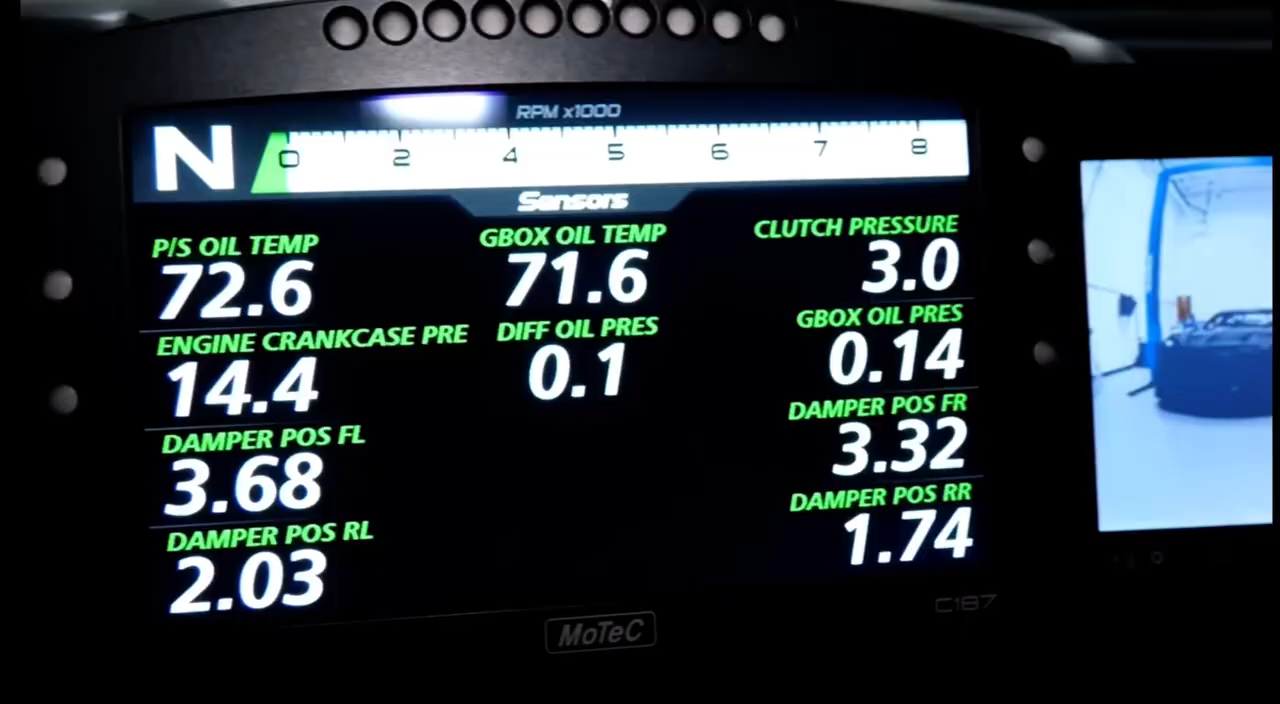 RPM x1000
N
0 2 4 5 6 7 8
Sensors
P/S OIL TEMP GBOX OIL TEMP CLUTCH PRESSURE
72.6 71.6 3.0
ENGINE CRANKCASE PRE DIFF OIL PRES GBOX OIL PRES
14.4 0.1 0.14
DAMPER POS FL DAMPER POS FR
3.68 3.32
DAMPER POS RL DAMPER POS RR
2.03 1.74
MoTeC
C187